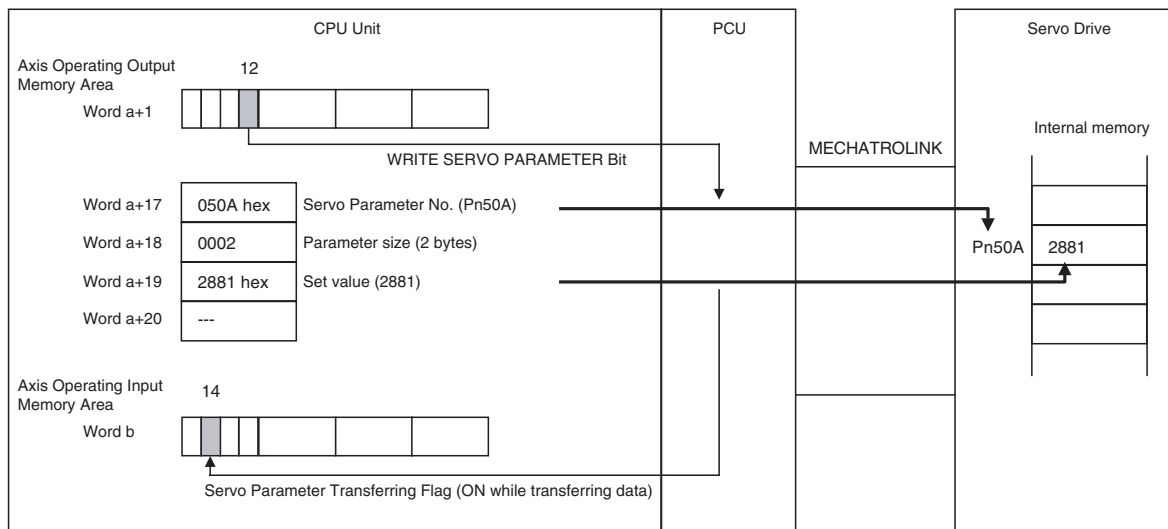 CPU Unit
PCU
Servo Drive
Axis Operating Output
Memory Area
12
Word a+1
Internal memory
WRITE SERVO PARAMETER Bit
MECHATROLINK
Word a+17
050A hex
Servo Parameter No. (Pn50A)
Word a+18
0002
Parameter size (2 bytes)
Pn50A
2881
Word a+19
2881 hex
Set value (2881)
Word a+20
---
Axis Operating Input
Memory Area
14
Word b
Servo Parameter Transferring Flag (ON while transferring data)